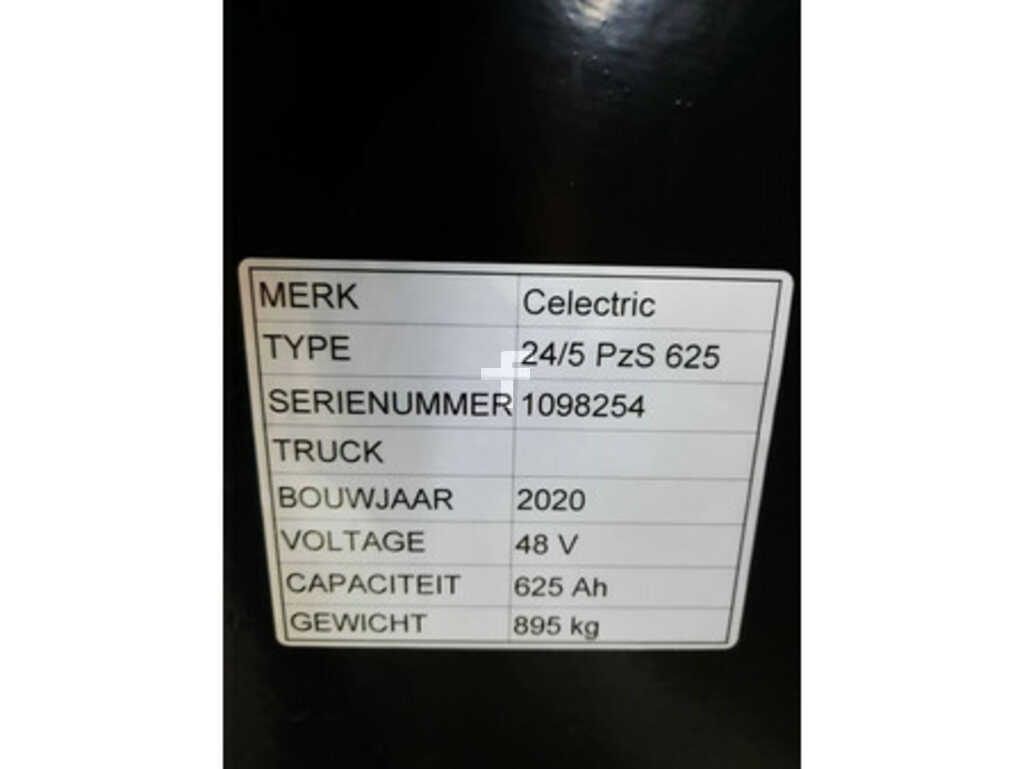 MERK Celectric
TYPE 24/5 PzS 625
SERIENUMMER 1098254
TRUCK
BOUWJAAR 2020
VOLTAGE 48 V
CAPACITEIT 625 Ah
GEWICHT 895 kg